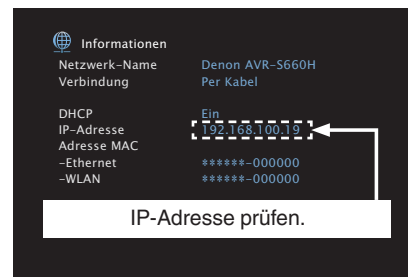 Informationen
Netzwerk-Name Denon AVR-S660H
Verbindung Per Kabel
DHCP Ein
IP-Adresse 192.168.100.19
Adresse MAC
-Ethernet ******-000000
-WLAN ******-000000
IP-Adresse prüfen.